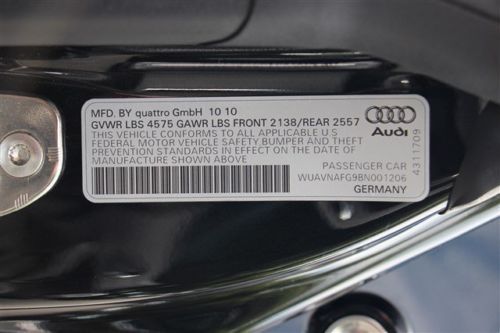 MFD. BY quattro GmbH 10 10
GVWR LBS 4575 GAWR LBS FRONT 2138/REAR 2557
THIS VEHICLE CONFORMS TO ALL APPLICABLE U.S.
FEDERAL MOTOR VEHICLE SAFETY BUMPER AND THEFT
PREVENTION STANDARDS IN EFFECT ON THE DATE OF
MANUFACTURE SHOWN ABOVE
PASSENGER CAR
WUAVNAFG9BN001206
GERMANY
Audi
4311709